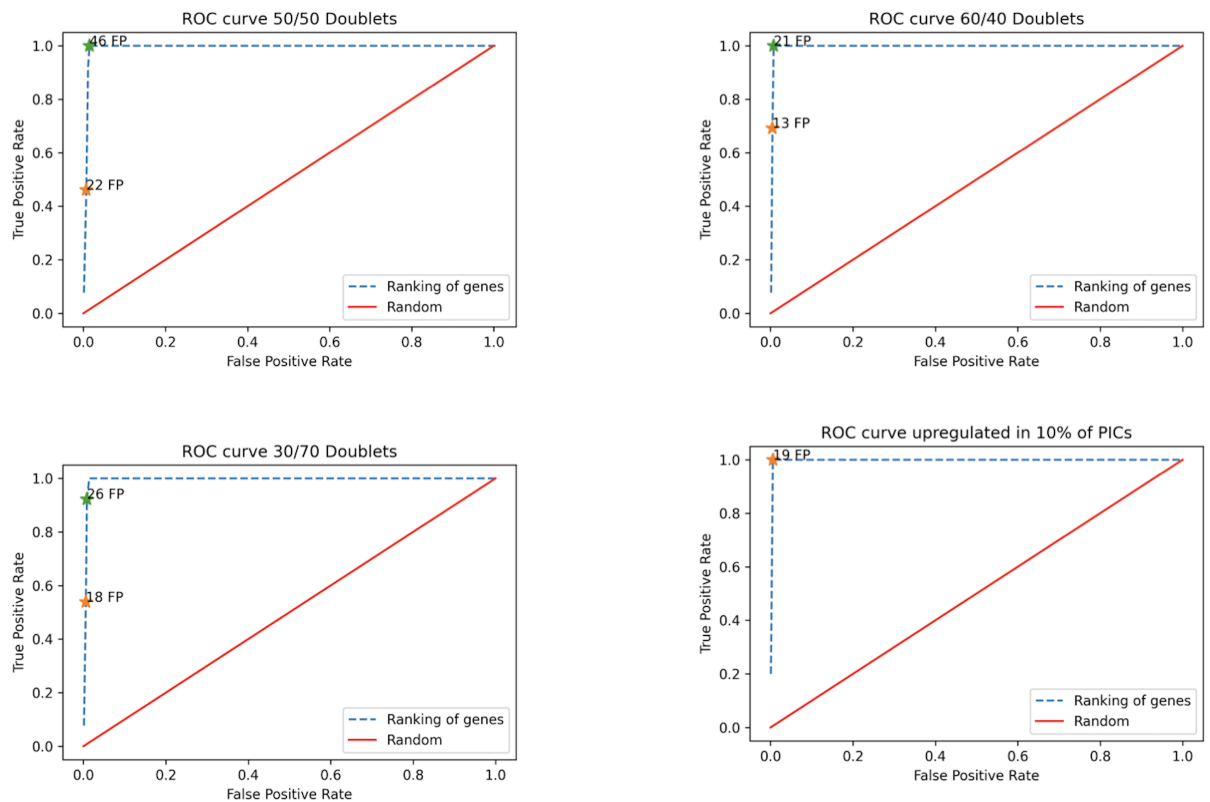 ROC curve 50/50 Doublets
46 FP
22 FP
1.0
0.8
0.6
0.4
0.2
0.0
True Positive Rate
Ranking of genes
Random
0.0 0.2 0.4 0.6 0.8 1.0
False Positive Rate
ROC curve 60/40 Doublets
21 FP
13 FP
1.0
0.8
0.6
0.4
0.2
0.0
True Positive Rate
Ranking of genes
Random
0.0 0.2 0.4 0.6 0.8 1.0
False Positive Rate
ROC curve 30/70 Doublets
26 FP
18 FP
1.0
0.8
0.6
0.4
0.2
0.0
True Positive Rate
Ranking of genes
Random
0.0 0.2 0.4 0.6 0.8 1.0
False Positive Rate
ROC curve upregulated in 10% of PICs
19 FP
1.0
0.8
0.6
0.4
0.2
0.0
True Positive Rate
Ranking of genes
Random
0.0 0.2 0.4 0.6 0.8 1.0
False Positive Rate